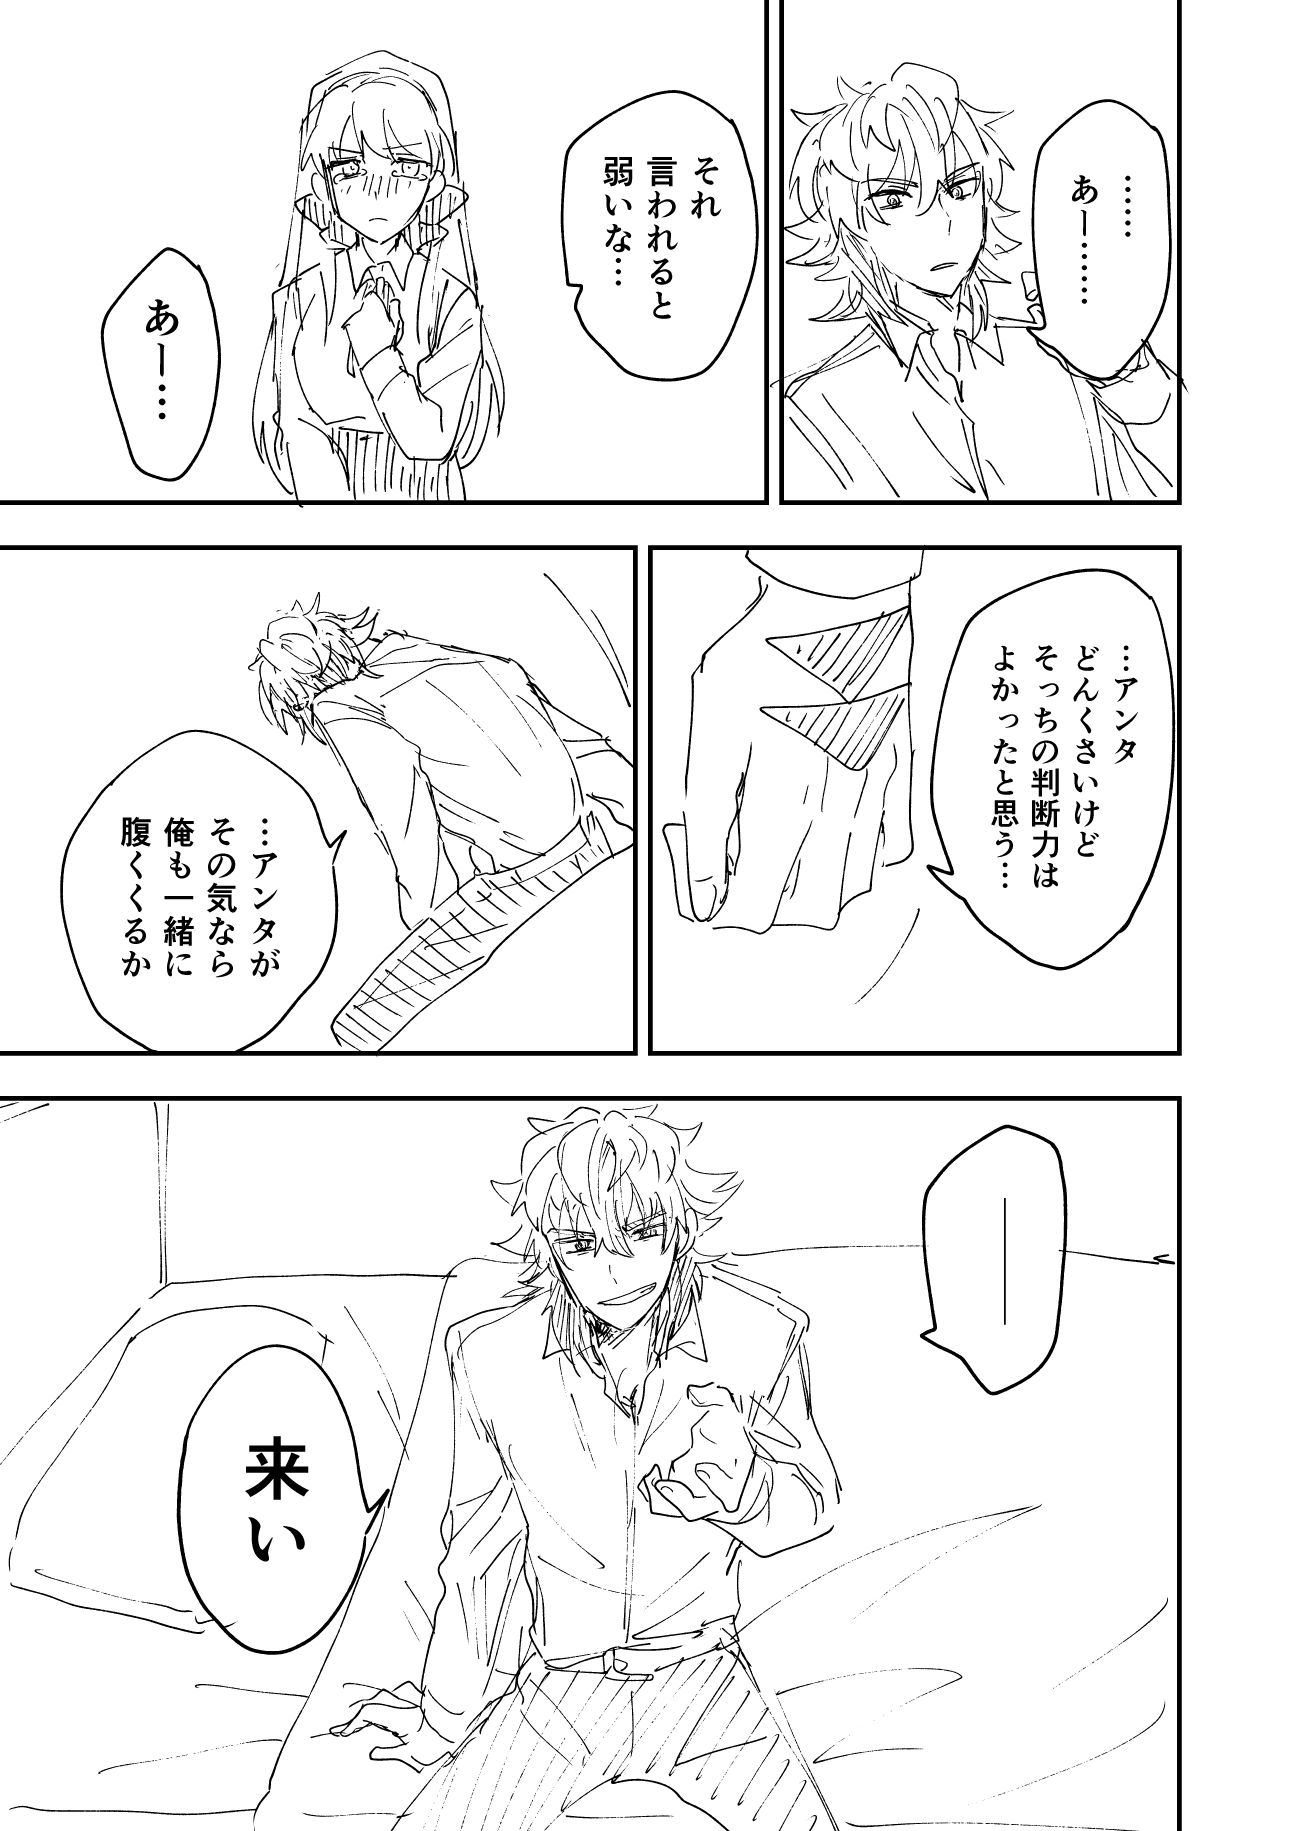 ……
あー……
それ
言われると
弱いな…
あー…
…アンタ
どんくさいけど
そっちの判断力は
よかったと思う…
…アンタが
その気なら
俺も一緒に
腹くくるか
―
来い